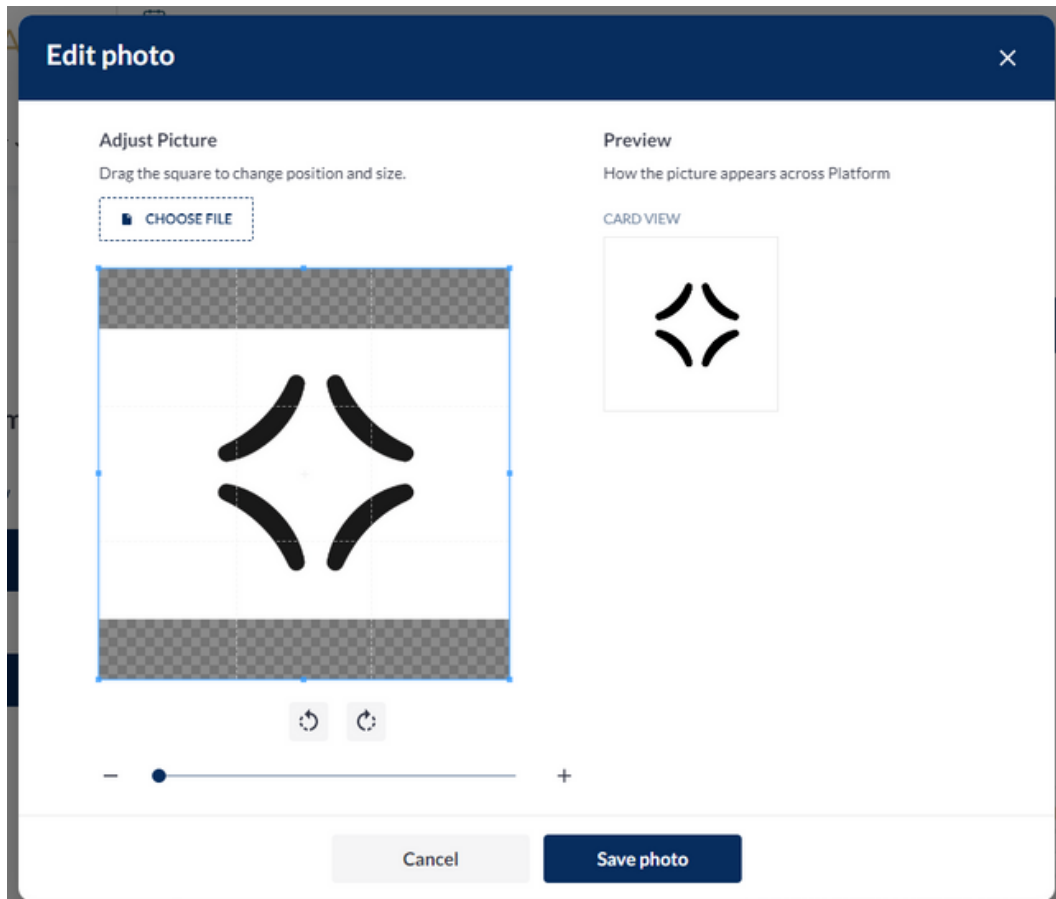 Edit photo
Adjust Picture
Drag the square to change position and size.
CHOOSE FILE
Preview
How the picture appears across Platform
CARD VIEW
Cancel
Save photo